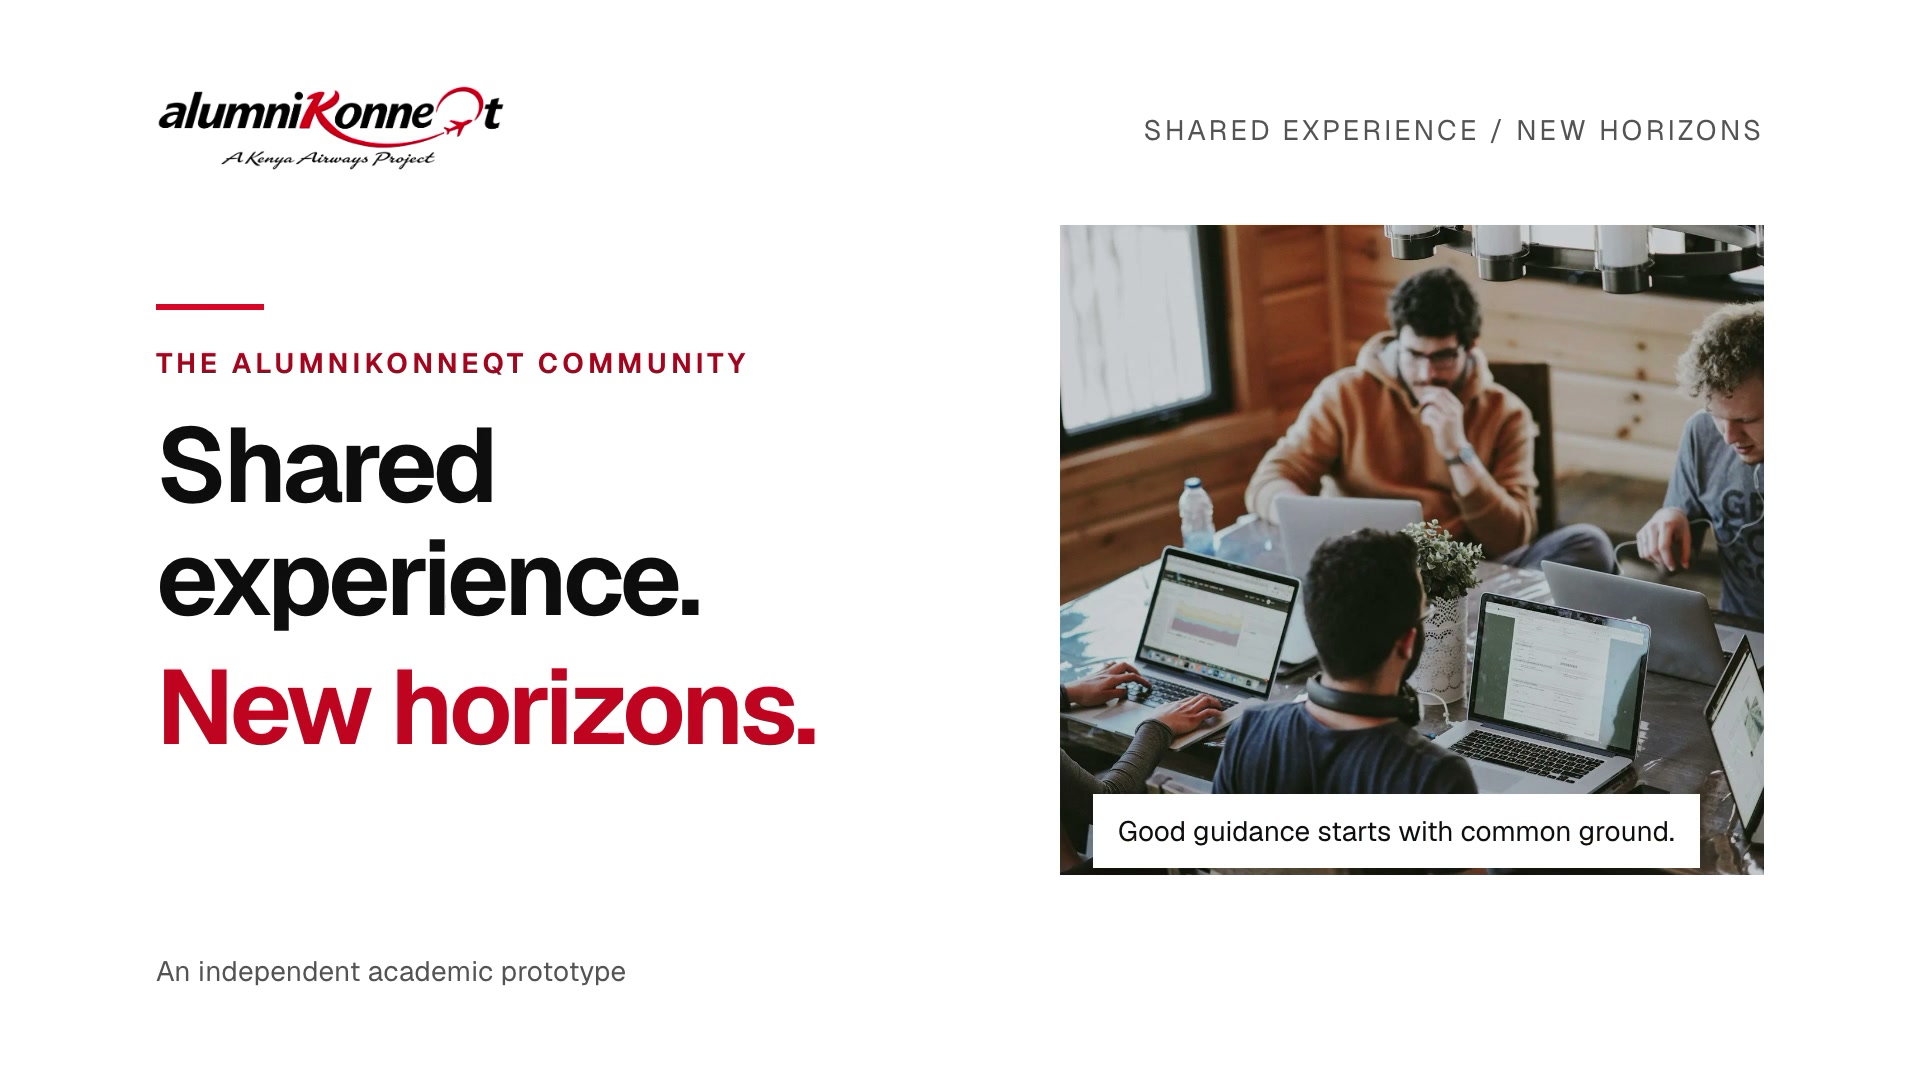 alumniKonneQt
A Kenya Airways Project
SHARED EXPERIENCE / NEW HORIZONS
THE ALUMNIKONNEQT COMMUNITY
Shared
experience.
New horizons.
Good guidance starts with common ground.
An independent academic prototype